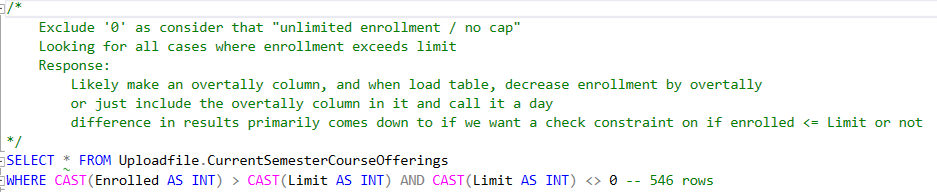 /*
Exclude '0' as consider that "unlimited enrollment / no cap"
Looking for all cases where enrollment exceeds limit
Response:
Likely make an overtally column, and when load table, decrease enrollment by overtally
or just include the overtally column in it and call it a day
difference in results primarily comes down to if we want a check constraint on if enrolled <= Limit or not
*/
SELECT * FROM Uploadfile.CurrentSemesterCourseOfferings
WHERE CAST(Enrolled AS INT) > CAST(Limit AS INT) AND CAST(Limit AS INT) <> 0 -- 546 rows